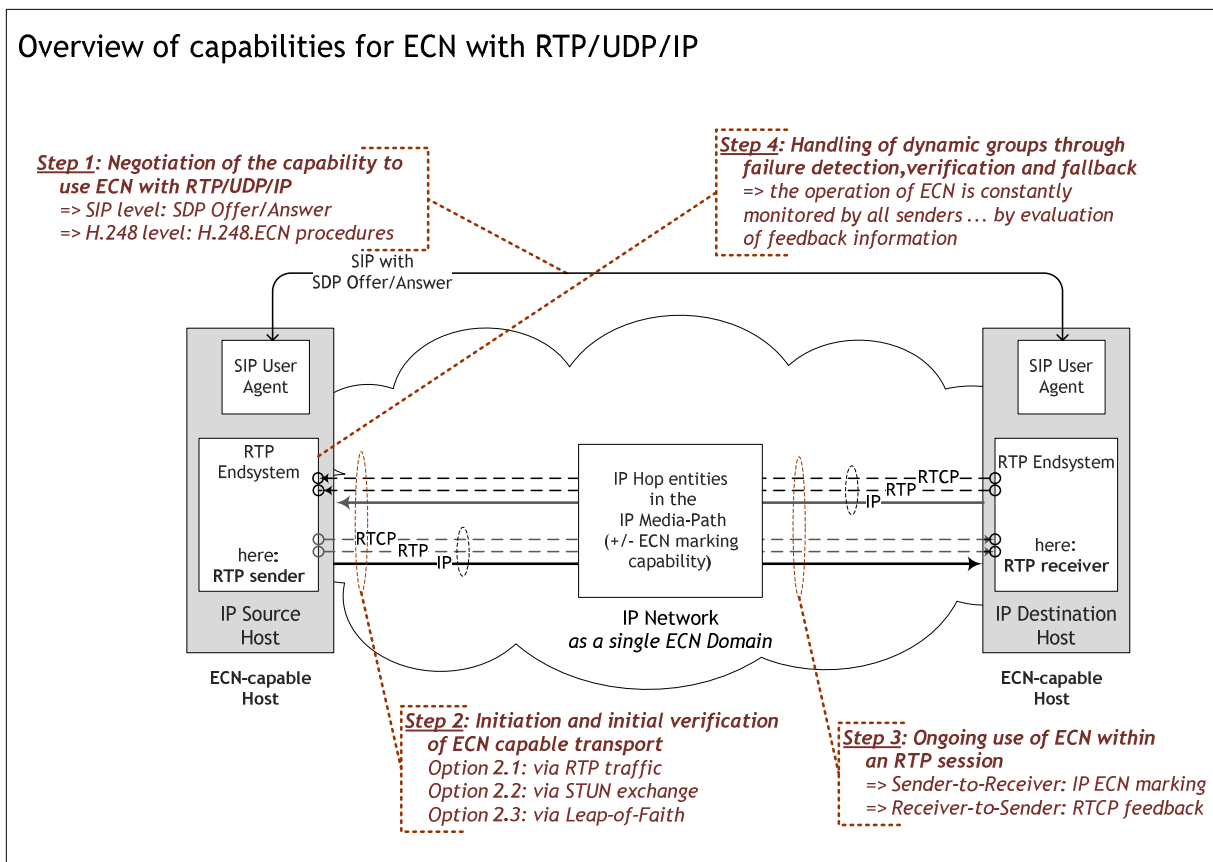 Overview of capabilities for ECN with RTP/UDP/IP
Step 1: Negotiation of the capability to
use ECN with RTP/UDP/IP
=> SIP level: SDP Offer/Answer
=> H.248 level: H.248.ECN procedures
Step 4: Handling of dynamic groups through
failure detection,verification and fallback
=> the operation of ECN is constantly
monitored by all senders ... by evaluation
of feedback information
SIP with
SDP Offer/Answer
SIP User
Agent
SIP User
Agent
RTP
Endsystem
here:
RTP sender
IP Source
Host
ECN-capable
Host
RTCP
RTP
IP
IP Hop entities
in the
IP Media-Path
(+/- ECN marking
capability)
IP Network
as a single ECN Domain
RTCP
RTP
IP
RTP Endsystem
here:
RTP receiver
IP Destination
Host
ECN-capable
Host
Step 2: Initiation and initial verification
of ECN capable transport
Option 2.1: via RTP traffic
Option 2.2: via STUN exchange
Option 2.3: via Leap-of-Faith
Step 3: Ongoing use of ECN within
an RTP session
=> Sender-to-Receiver: IP ECN marking
=> Receiver-to-Sender: RTCP feedback